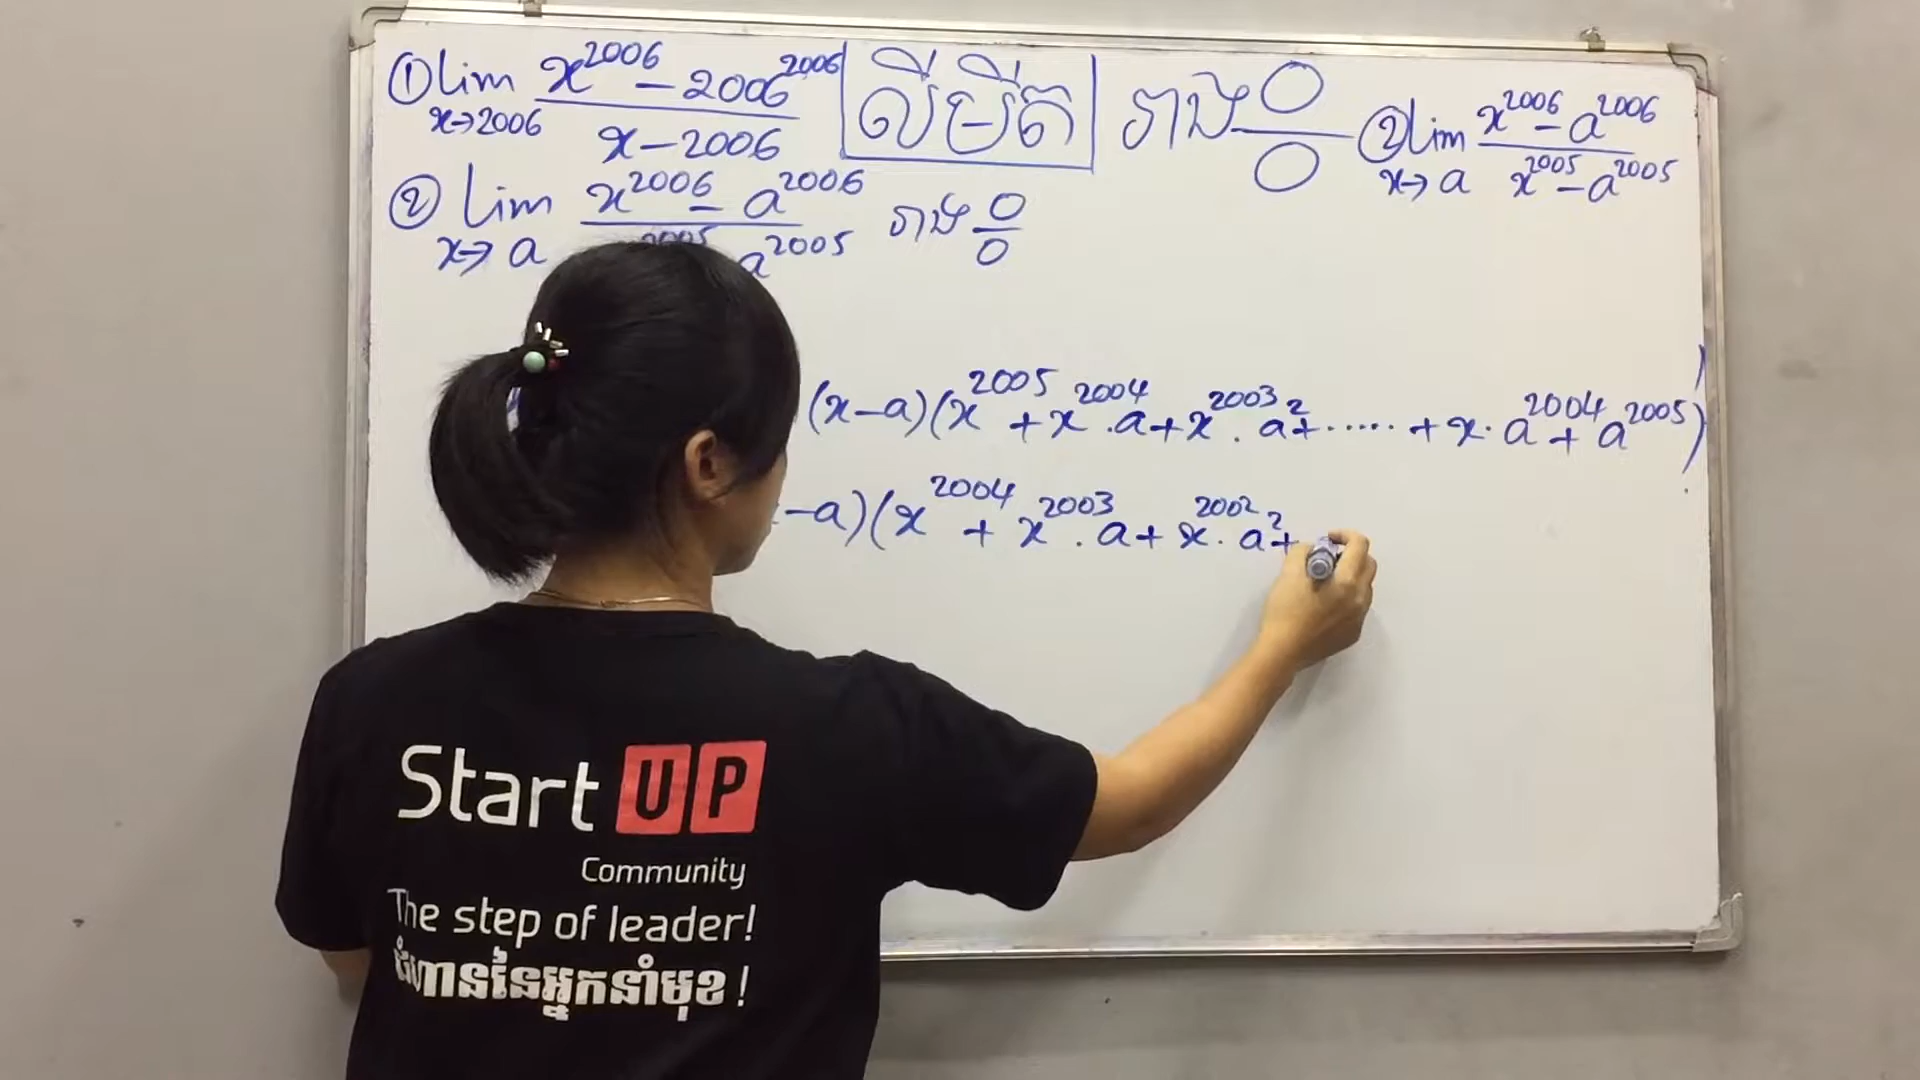 ① lim x→2006 (x^2006 − 2006^2006)/(x − 2006)
លីមីត
រាង 0/0
② lim x→a (x^2006 − a^2006)/(x^2005 − a^2005)
② lim x→a (x^2006 − a^2006)/( 2005 a^2005) រាង 0/0
(x−a)(x^2005 + x^2004 . a + x^2003 . a^2 + ...... + x . a^2004 + a^2005)
−a)(x^2004 + x^2003 . a + x^2002 . a^2 +
Start UP
Community
The step of leader!
ជំហាននៃអ្នកនាំមុខ !